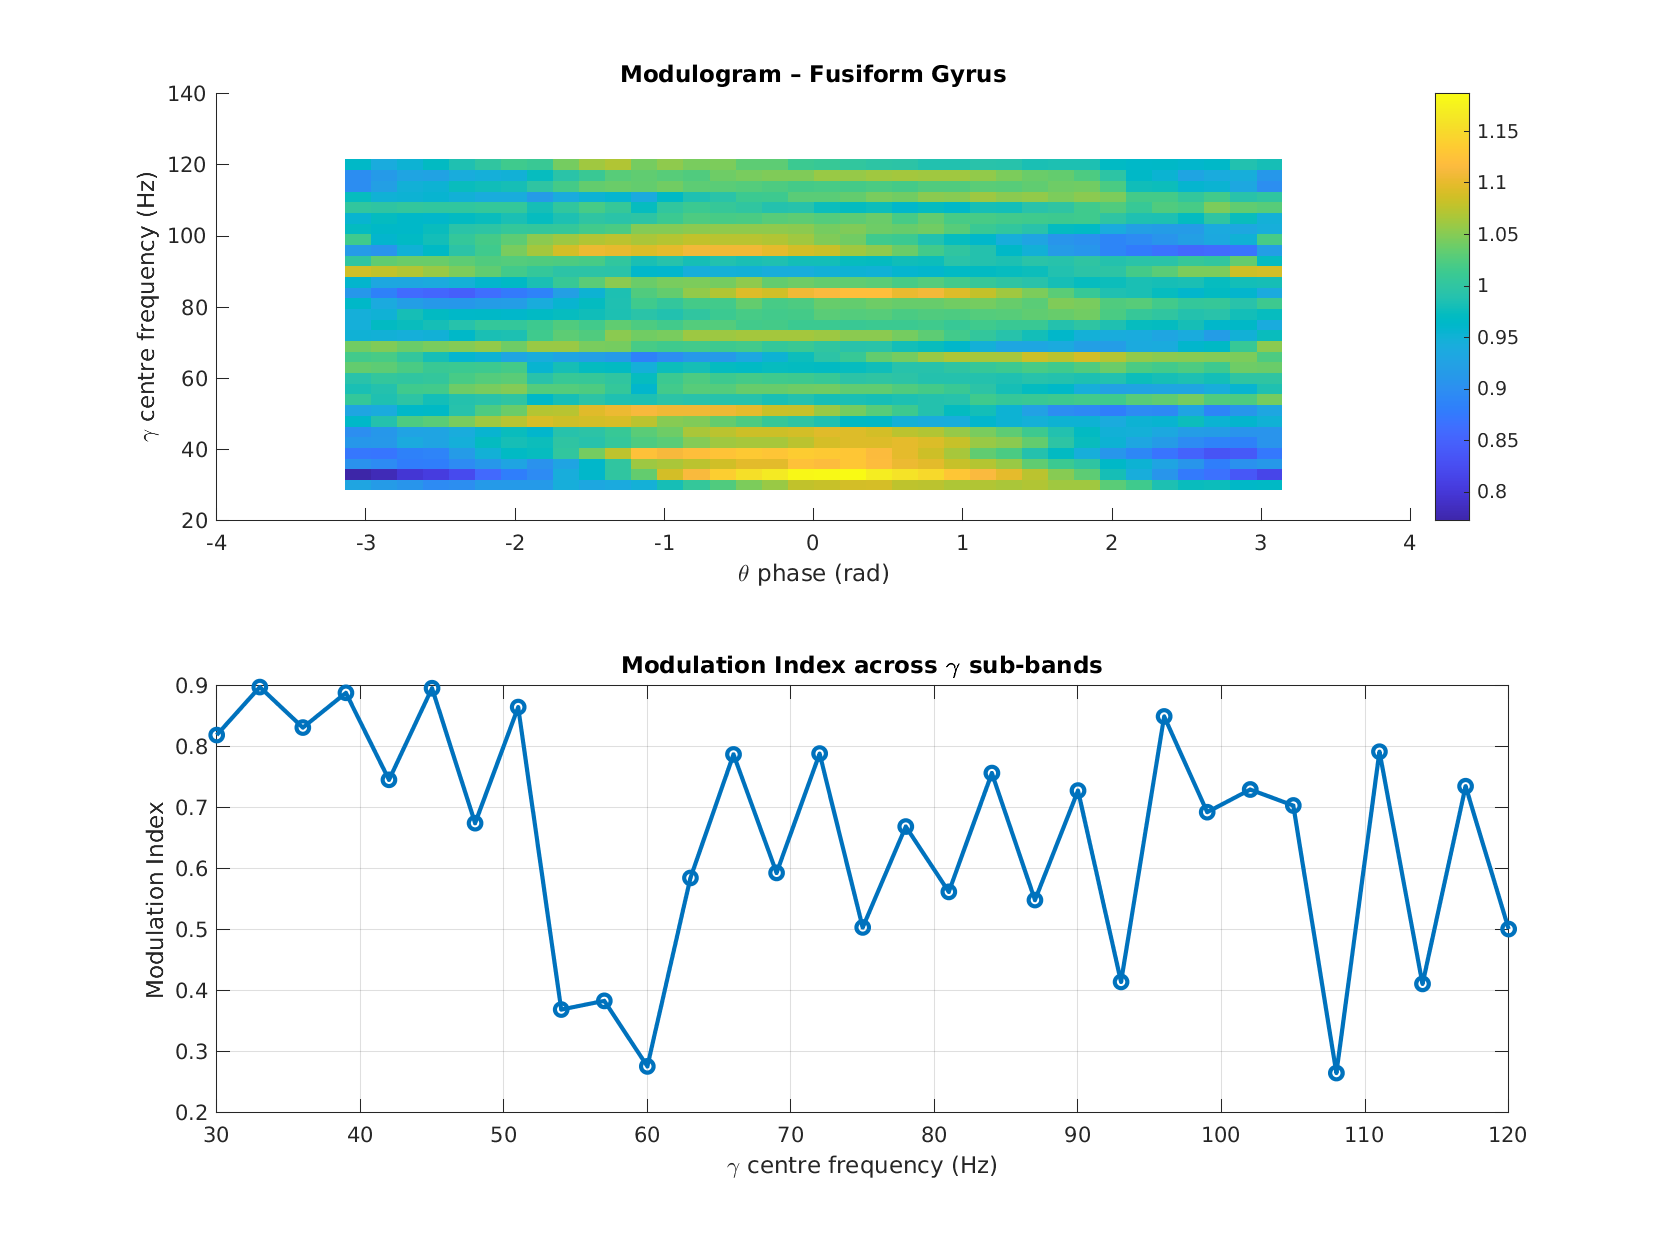 Modulogram – Fusiform Gyrus
140
120
100
80
60
40
20
γ centre frequency (Hz)
-4 -3 -2 -1 0 1 2 3 4
θ phase (rad)
1.15
1.1
1.05
1
0.95
0.9
0.85
0.8
Modulation Index across γ sub-bands
0.9
0.8
0.7
0.6
0.5
0.4
0.3
0.2
Modulation Index
30 40 50 60 70 80 90 100 110 120
γ centre frequency (Hz)